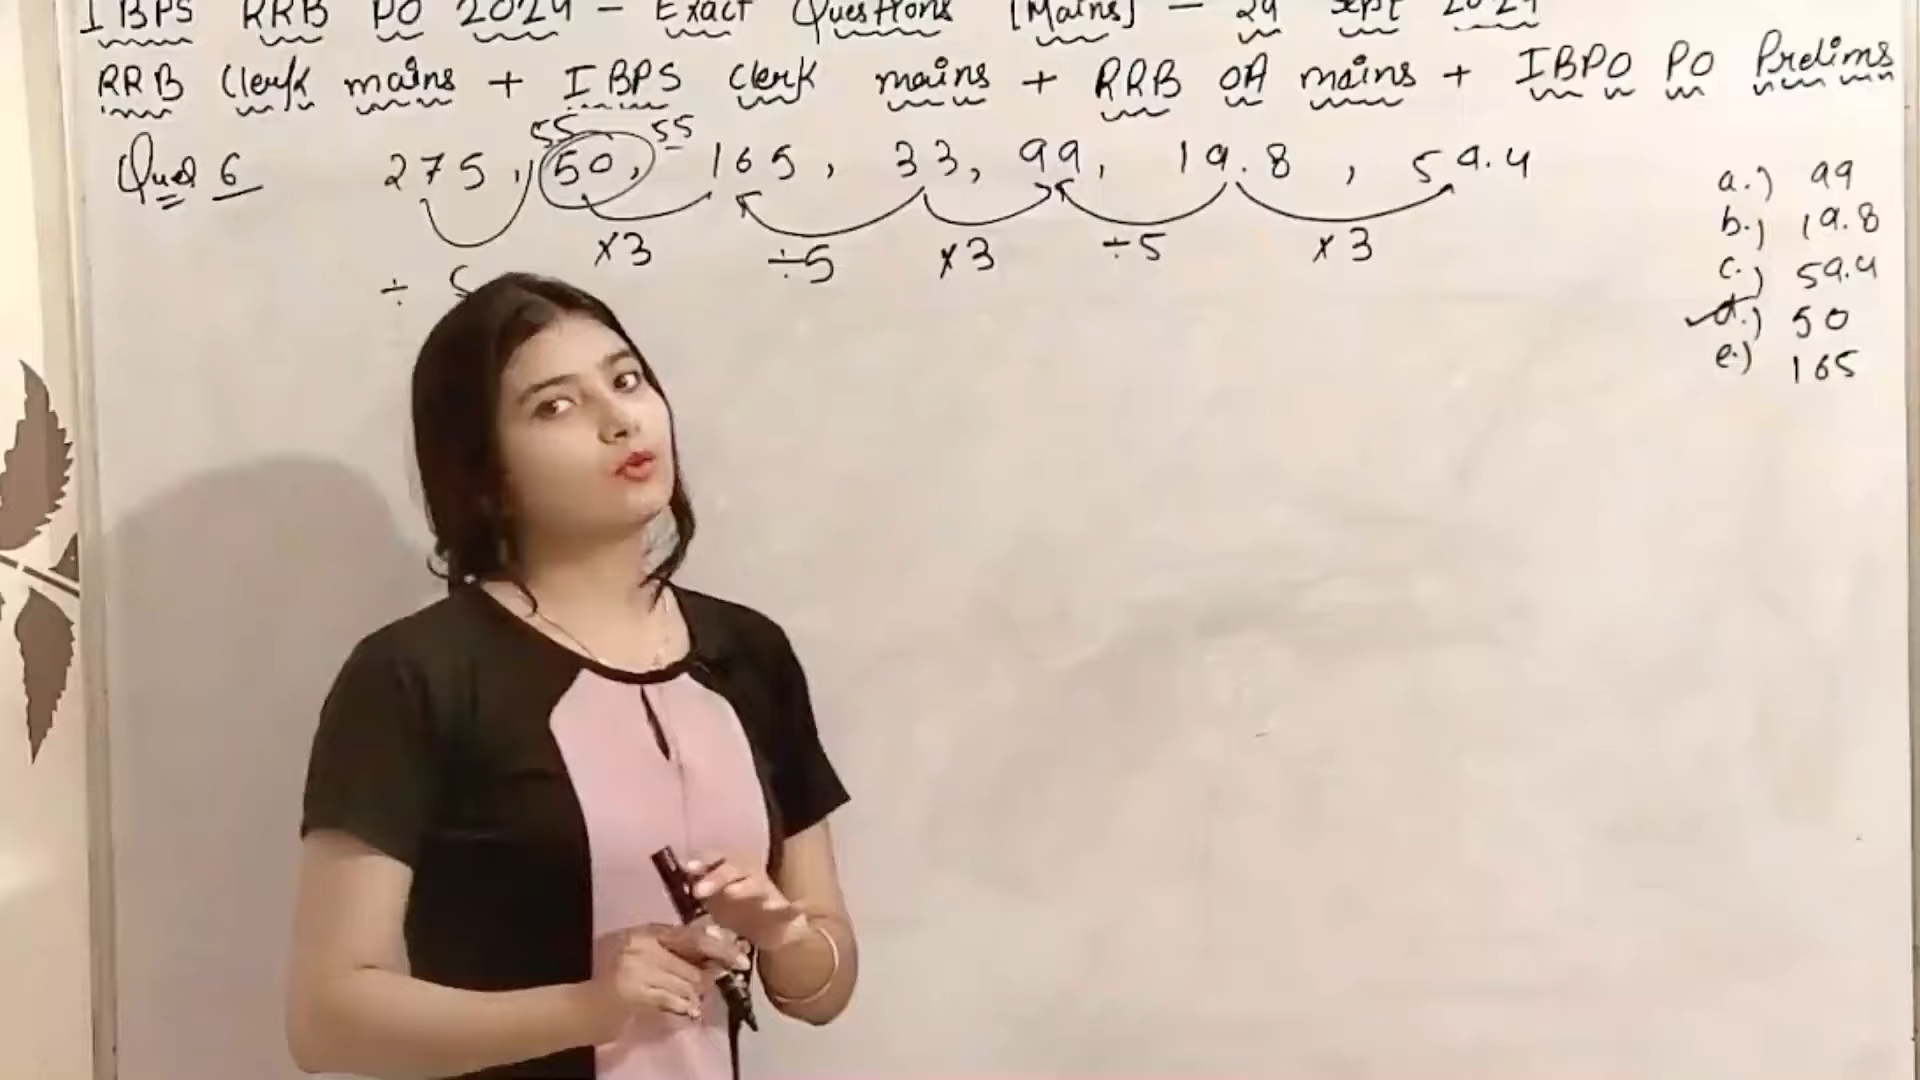 IBPS RRB PO 2024 - Exact Questions [Mains] - 29 Sept 2024
RRB Clerk mains + IBPS Clerk mains + RRB OA mains + IBPO PO Prelims
55 55
Ques 6 275, 50, 165, 33, 99, 19.8, 59.4
÷ 5 ×3 ÷5 ×3 ÷5 ×3
a.) 99
b.) 19.8
c.) 59.4
d.) 50
e.) 165